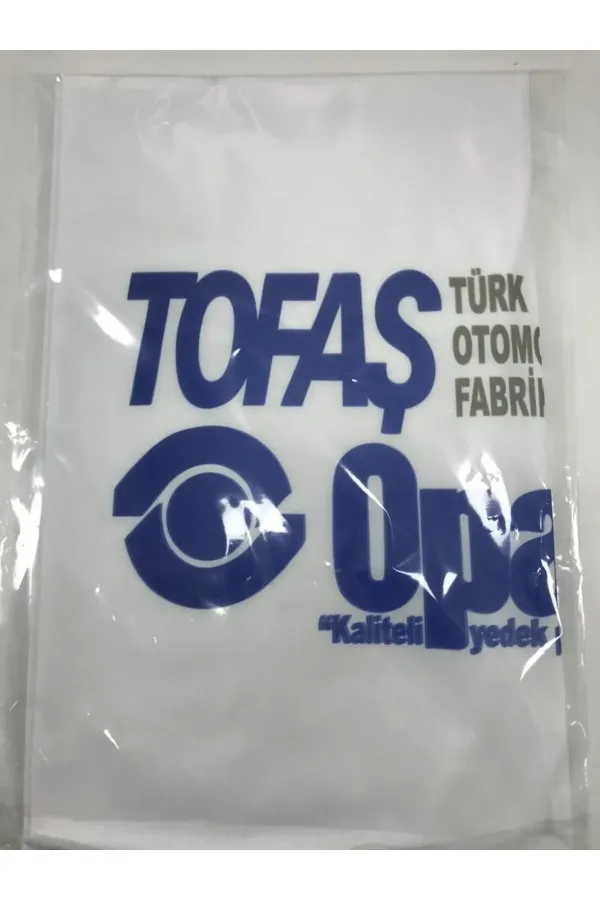 TOFAŞ
TÜRK
OTOMO
FABRİK
Opa
"Kaliteli yedek